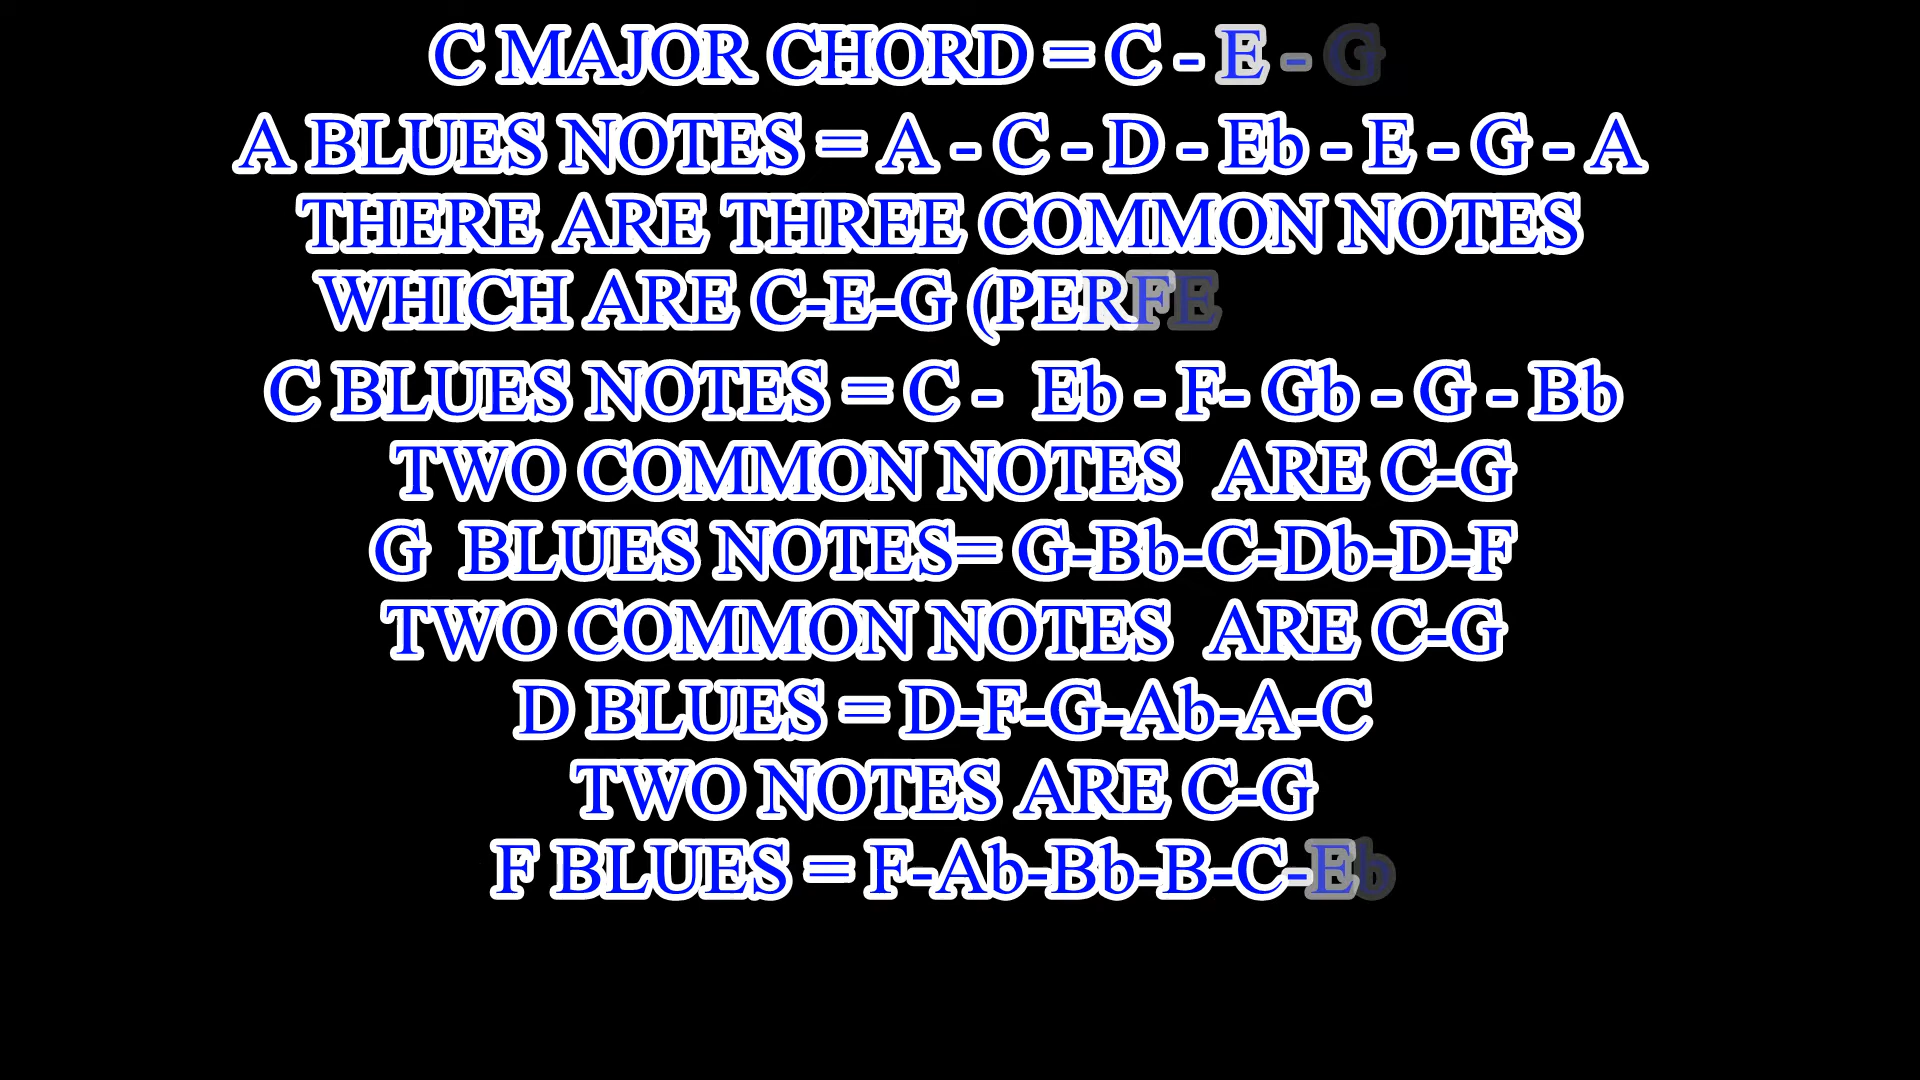 C MAJOR CHORD = C - E - G
A BLUES NOTES = A - C - D - Eb - E - G - A
THERE ARE THREE COMMON NOTES
WHICH ARE C-E-G (PERFE
C BLUES NOTES = C -  Eb - F- Gb - G - Bb
TWO COMMON NOTES  ARE C-G
G  BLUES NOTES= G-Bb-C-Db-D-F
TWO COMMON NOTES  ARE C-G
D BLUES = D-F-G-Ab-A-C
TWO NOTES ARE C-G
F BLUES = F-Ab-Bb-B-C-Eb